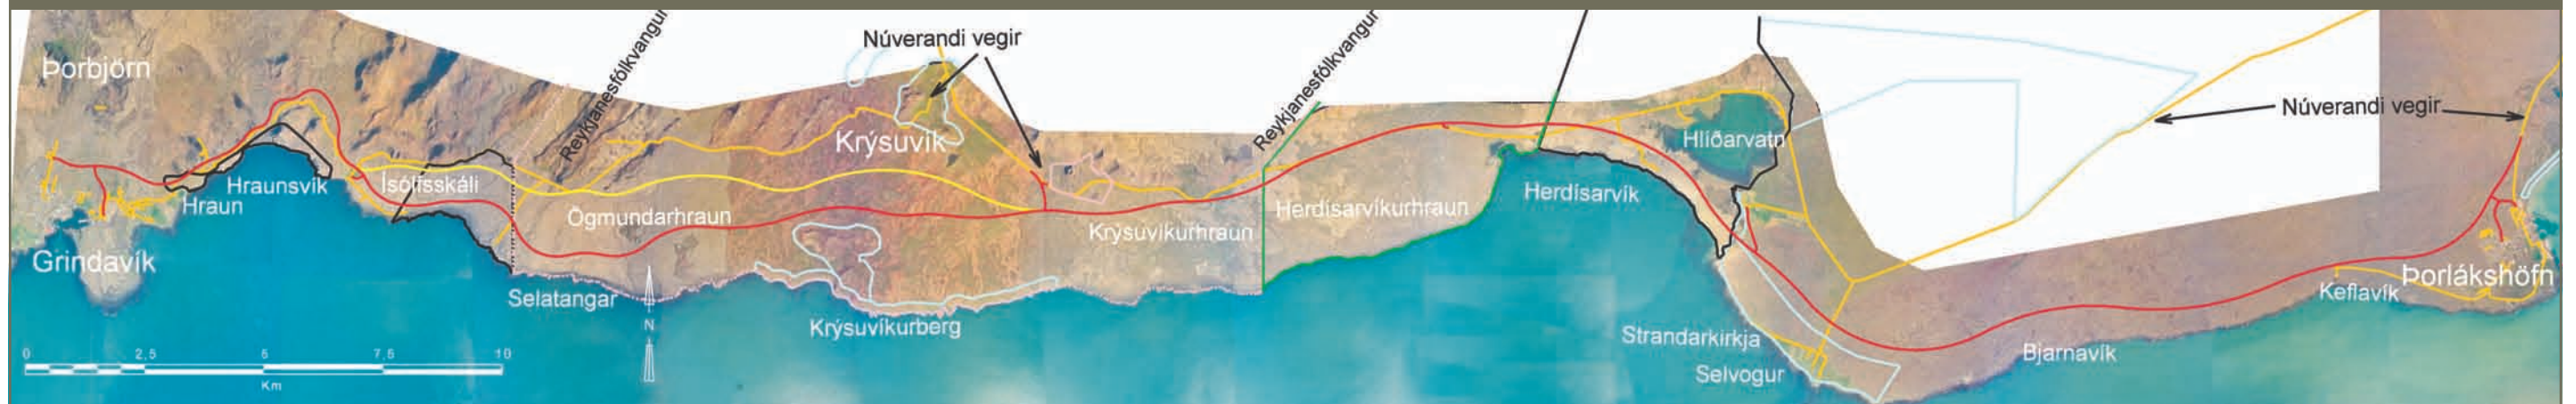 Þorbjörn
Reykjanesfólkvangur
Núverandi vegir
Reykjanesfólkvangur
Núverandi vegir
Krýsuvík
Hlíðarvatn
Hraunsvík
Ísólfsskáli
Hraun
Herdísarvík
Ögmundarhraun
Herdísarvíkurhraun
Krýsuvíkurhraun
Grindavík
Þorlákshöfn
Selatangar
Keflavík
N
Krýsuvíkurberg
Strandarkirkja
Bjarnavík
0 2,5 5 7,5 10
Km
Selvogur